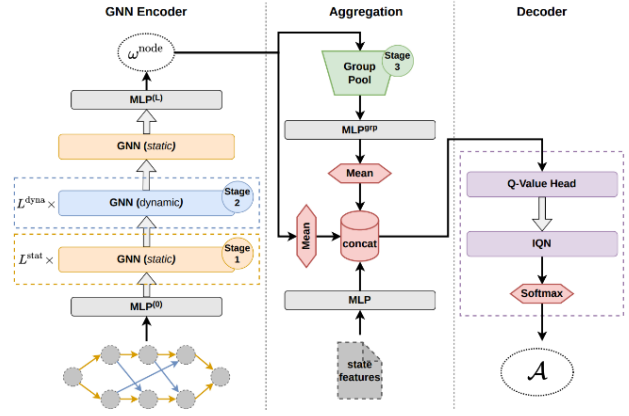 GNN Encoder
ω^node
MLP^(L)
GNN (static)
L^dyna ×
GNN (dynamic)
Stage
2
L^stat ×
GNN (static)
Stage
1
MLP^(0)
Aggregation
Group
Pool
Stage
3
MLP^grp
Mean
Mean
concat
MLP
state
features
Decoder
Q-Value Head
IQN
Softmax
𝒜